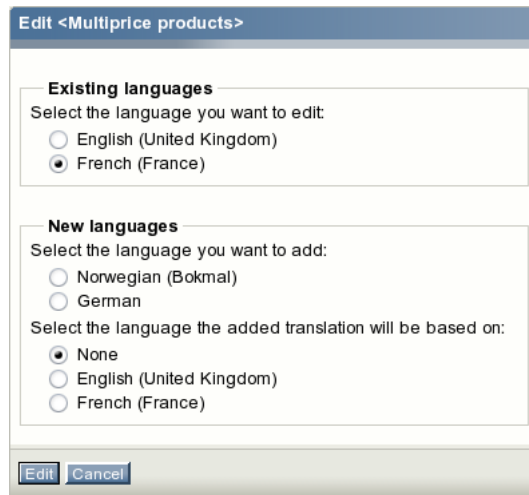 Edit <Multiprice products>
Existing languages
Select the language you want to edit:
English (United Kingdom)
French (France)
New languages
Select the language you want to add:
Norwegian (Bokmal)
German
Select the language the added translation will be based on:
None
English (United Kingdom)
French (France)
Edit Cancel